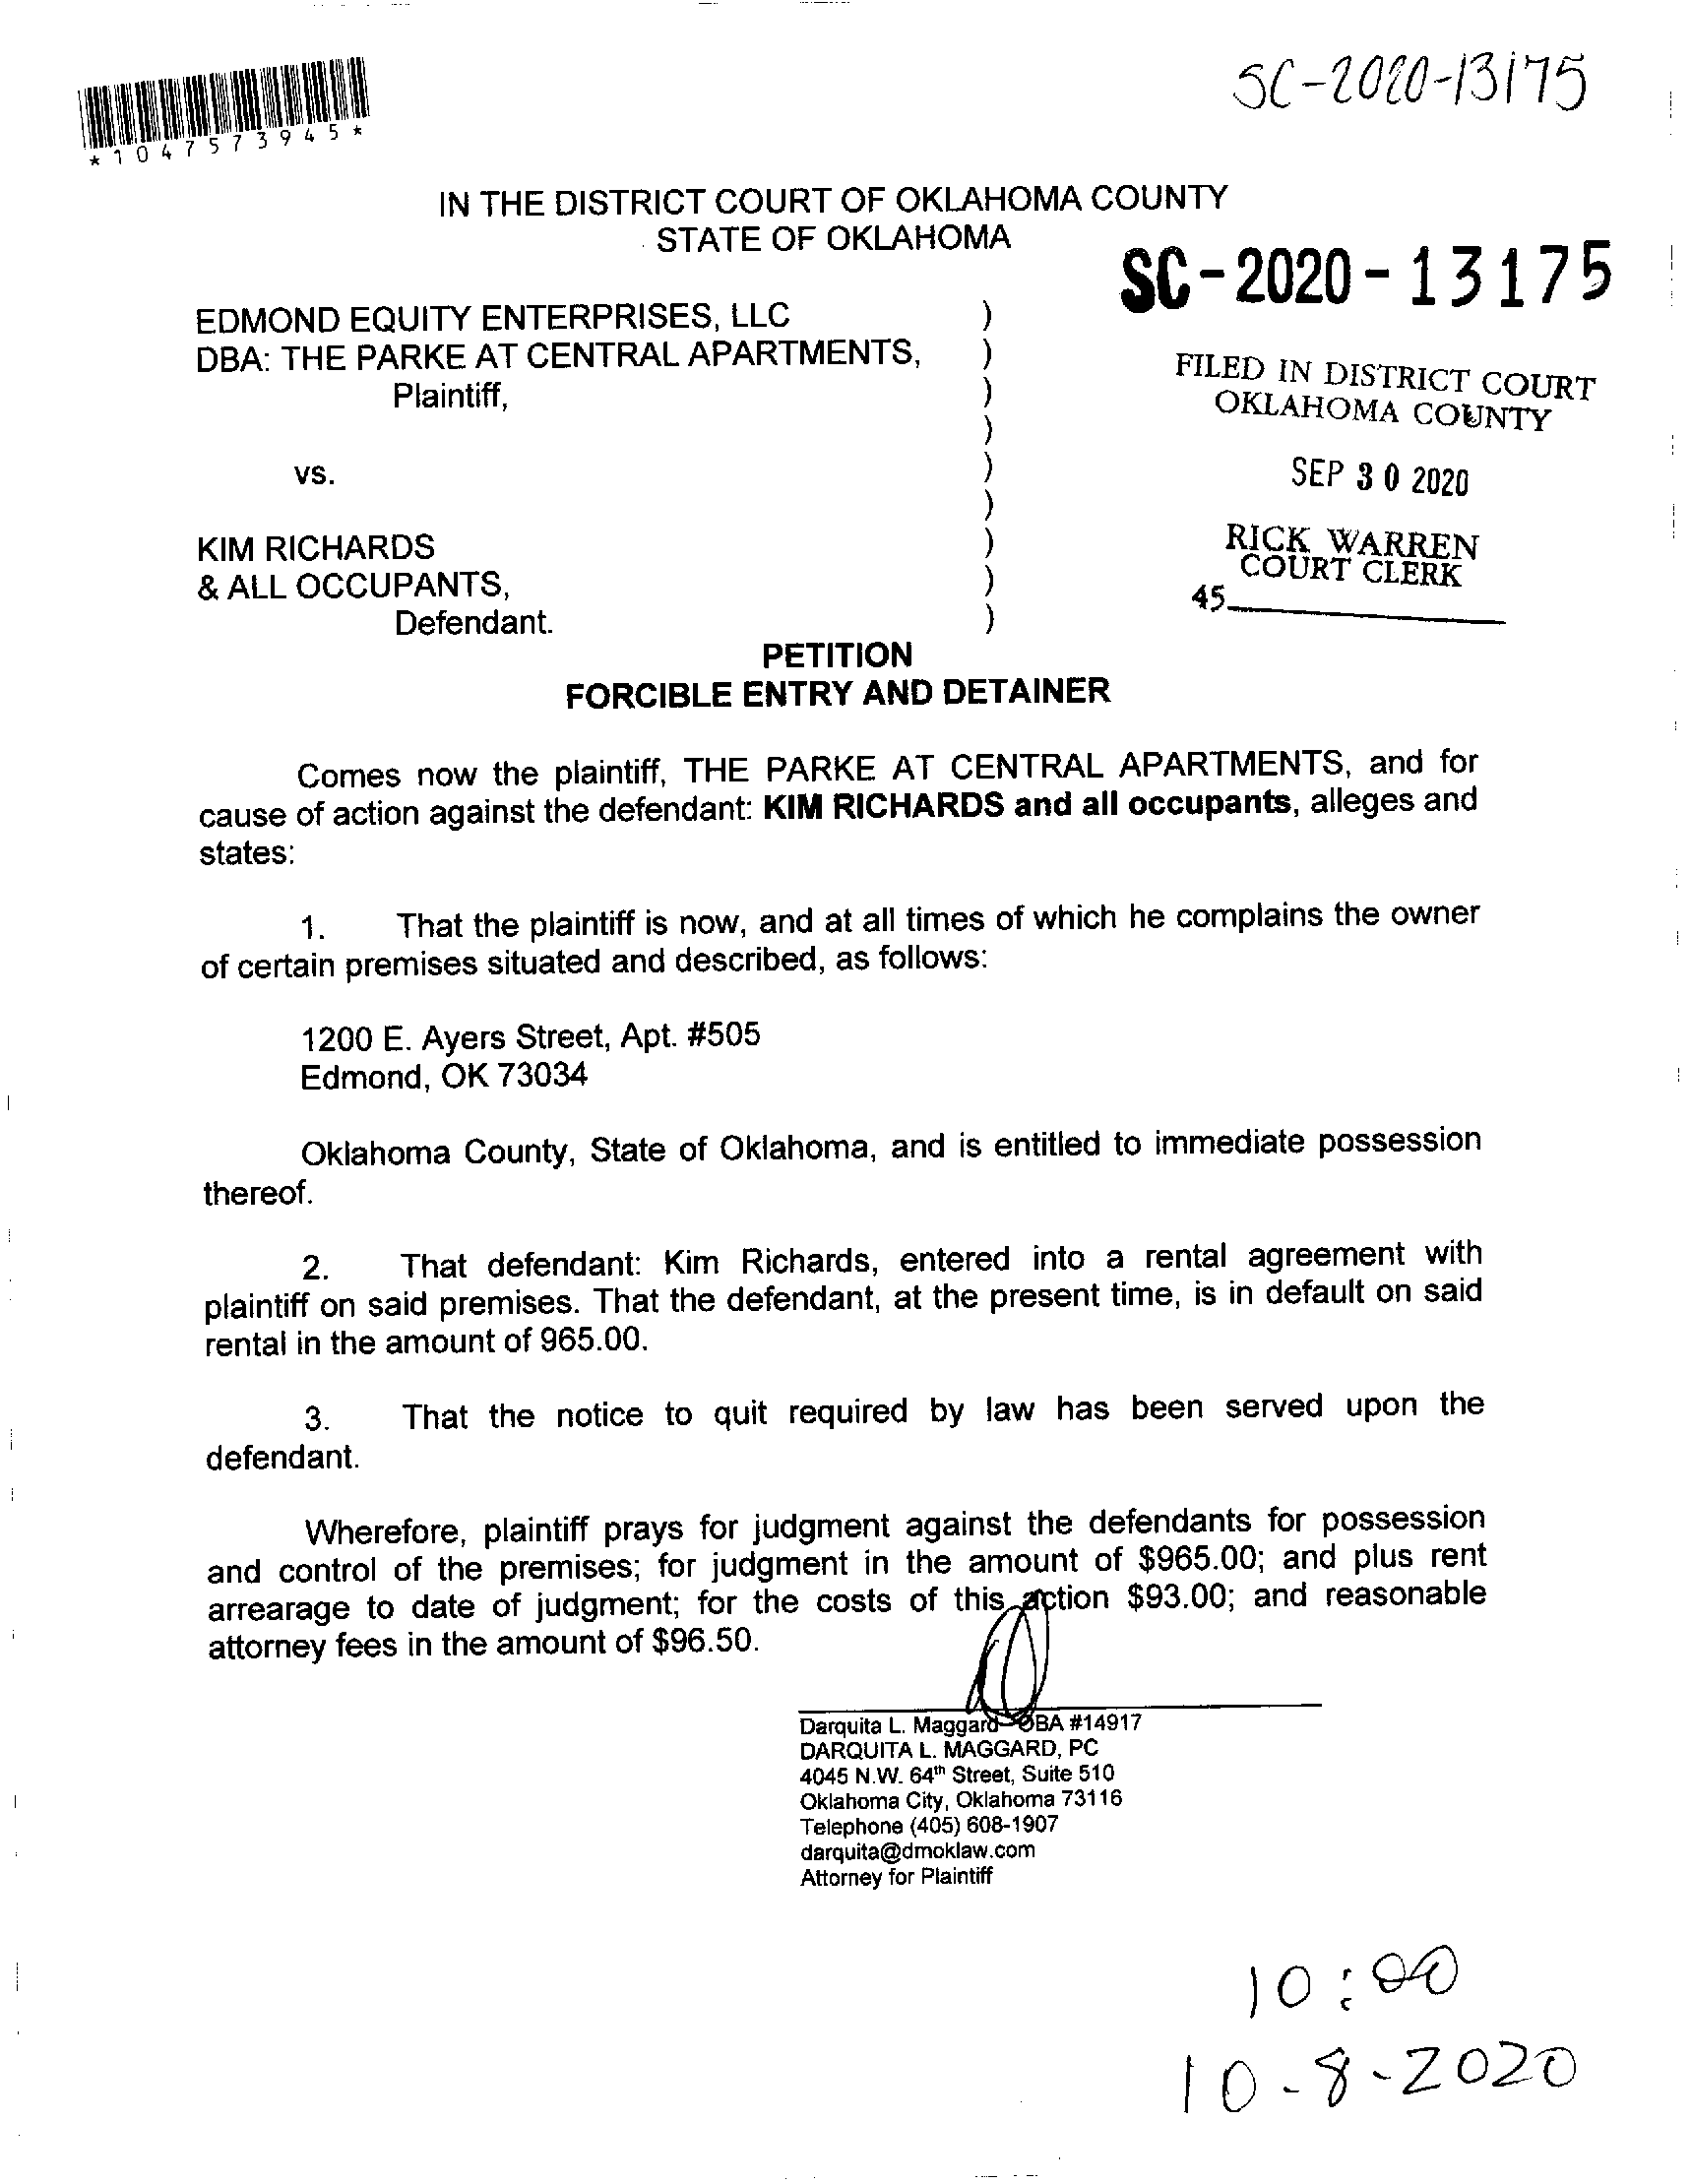 SC-2020-13175
*1047573945*
IN THE DISTRICT COURT OF OKLAHOMA COUNTY
STATE OF OKLAHOMA
SC-2020-13175
EDMOND EQUITY ENTERPRISES, LLC )
DBA: THE PARKE AT CENTRAL APARTMENTS, )
Plaintiff, )
)
vs. )
)
KIM RICHARDS )
& ALL OCCUPANTS, )
Defendant. )
FILED IN DISTRICT COURT
OKLAHOMA COUNTY
SEP 30 2020
RICK WARREN
COURT CLERK
45
PETITION
FORCIBLE ENTRY AND DETAINER
Comes now the plaintiff, THE PARKE AT CENTRAL APARTMENTS, and for
cause of action against the defendant: KIM RICHARDS and all occupants, alleges and
states:
1. That the plaintiff is now, and at all times of which he complains the owner
of certain premises situated and described, as follows:
1200 E. Ayers Street, Apt. #505
Edmond, OK 73034
Oklahoma County, State of Oklahoma, and is entitled to immediate possession
thereof.
2. That defendant: Kim Richards, entered into a rental agreement with
plaintiff on said premises. That the defendant, at the present time, is in default on said
rental in the amount of 965.00.
3. That the notice to quit required by law has been served upon the
defendant.
Wherefore, plaintiff prays for judgment against the defendants for possession
and control of the premises; for judgment in the amount of $965.00; and plus rent
arrearage to date of judgment; for the costs of this action $93.00; and reasonable
attorney fees in the amount of $96.50.
Darquita L. Maggard OBA #14917
DARQUITA L. MAGGARD, PC
4045 N.W. 64th Street, Suite 510
Oklahoma City, Oklahoma 73116
Telephone (405) 608-1907
darquita@dmoklaw.com
Attorney for Plaintiff
10:00
10-8-2020